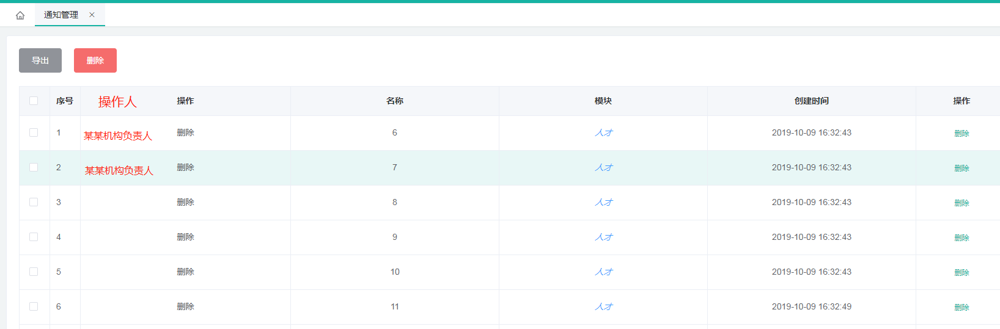 通知管理
导出 删除
序号 操作人 操作 名称 模块 创建时间 操作
1 某某机构负责人 删除 6 人才 2019-10-09 16:32:43 删除
2 某某机构负责人 删除 7 人才 2019-10-09 16:32:43 删除
3 删除 8 人才 2019-10-09 16:32:43 删除
4 删除 9 人才 2019-10-09 16:32:43 删除
5 删除 10 人才 2019-10-09 16:32:43 删除
6 删除 11 人才 2019-10-09 16:32:49 删除